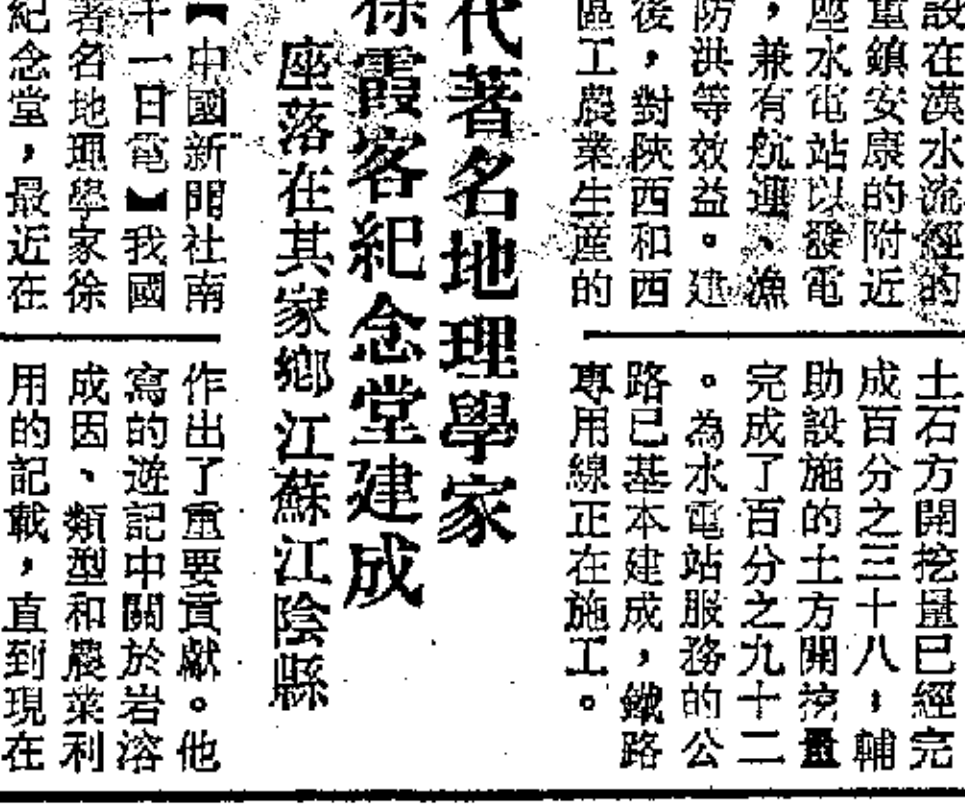 設在漢水流經的
重鎮安康的附近
座水電站以發電
，兼有航運、漁
防洪等效益。建
後，對陝西和西
區工農業生產的
土石方開挖量已經完
成百分之三十八，輔
助設施的土方開挖量
完成了百分之九十二
。為水電站服務的公
路已基本建成，鐵路
專用線正在施工。
代著名地理學家
徐霞客紀念堂建成
座落在其家鄉江蘇江陰縣
【中國新聞社南
十一日電】我國
著名地理學家徐
紀念堂，最近在
作出了重要貢獻。他
寫的遊記中關於岩溶
成因、類型和農業利
用的記載，直到現在